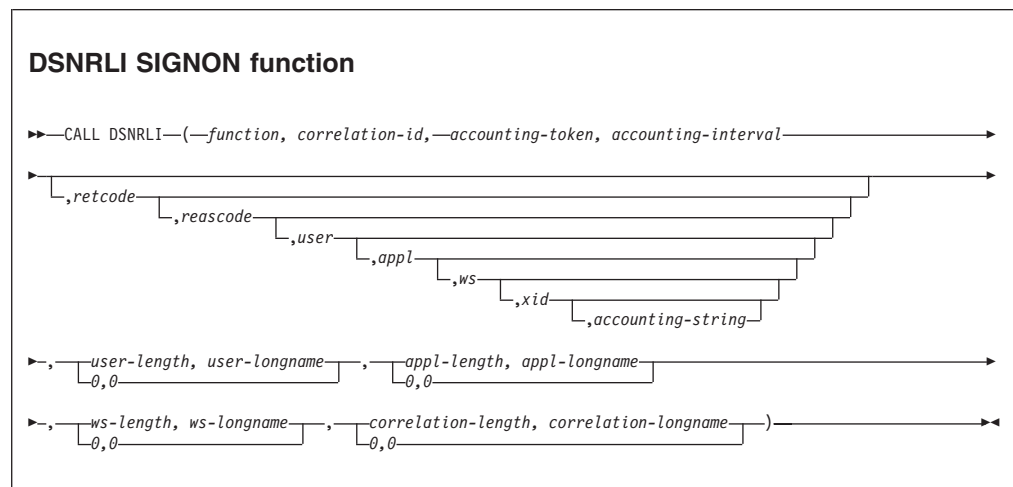 DSNRLI SIGNON function
CALL DSNRLI ( function, correlation-id, accounting-token, accounting-interval
,retcode
,reascode
,user
,appl
,ws
,xid
,accounting-string
, user-length, user-longname , appl-length, appl-longname
0,0 0,0
, ws-length, ws-longname , correlation-length, correlation-longname )
0,0 0,0